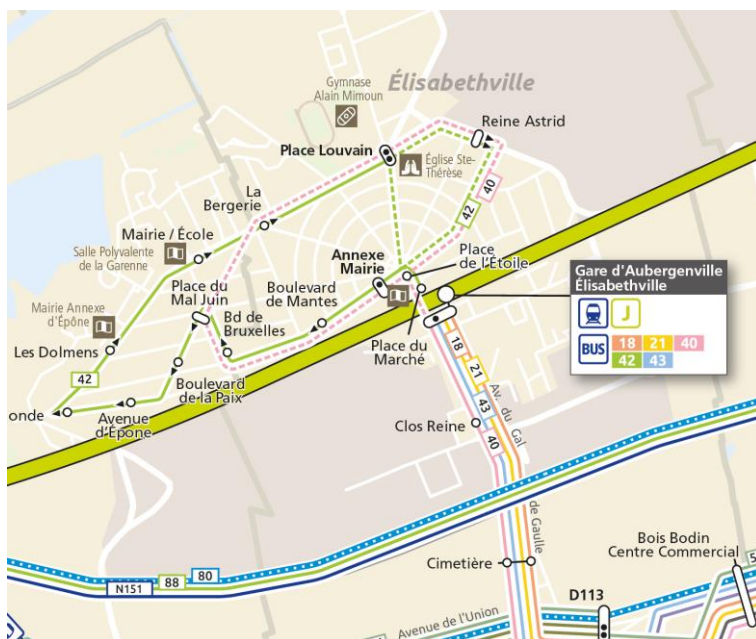 Élisabethville
Gymnase
Alain Mimoun
Reine Astrid
Place Louvain
Église Ste-
Thérèse
La
Bergerie
40
42
Mairie / École
Salle Polyvalente
de la Garenne
Annexe
Mairie
Place
de l'Étoile
Place du
Mal Juin
Boulevard
de Mantes
Gare d'Aubergenville
Élisabethville
J
BUS
18
21
40
42
43
Mairie Annexe
d'Épône
Bd de
Bruxelles
Place du
Marché
Les Dolmens
18
21
42
Boulevard
de la Paix
43
Av. du Gal
onde
Avenue
d'Épone
Clos Reine
40
de Gaulle
Cimetière
Bois Bodin
Centre Commercial
5
N151
88
80
D113
Avenue de l'Union